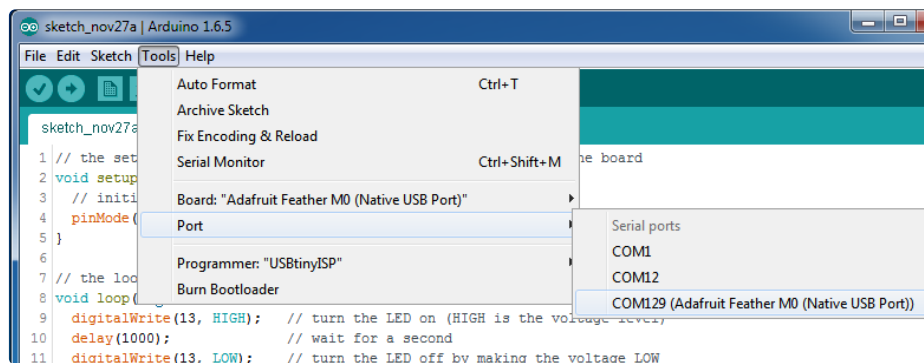 sketch_nov27a | Arduino 1.6.5
File Edit Sketch Tools Help
Auto Format Ctrl+T
Archive Sketch
Fix Encoding & Reload
Serial Monitor Ctrl+Shift+M
Board: "Adafruit Feather M0 (Native USB Port)"
Port
Programmer: "USBtinyISP"
Burn Bootloader
Serial ports
COM1
COM12
COM129 (Adafruit Feather M0 (Native USB Port))
sketch_nov27a
1 // the set he board
2 void setup
3 // initi
4 pinMode(
5 }
6
7 // the loo
8 void loop(
9 digitalWrite(13, HIGH); // turn the LED on (HIGH is the voltage level)
10 delay(1000); // wait for a second
11 digitalWrite(13, LOW); // turn the LED off by making the voltage LOW